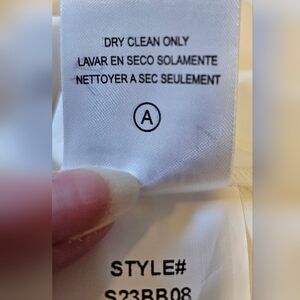 DRY CLEAN ONLY
LAVAR EN SECO SOLAMENTE
NETTOYER A SEC SEULEMENT
A
STYLE#
S23BB08